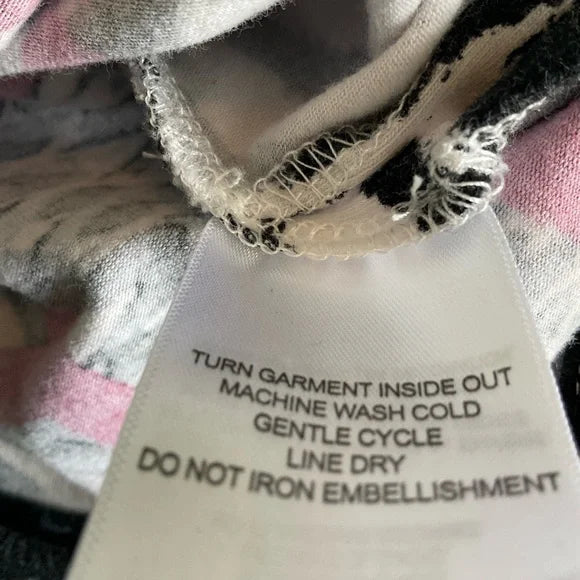 TURN GARMENT INSIDE OUT
MACHINE WASH COLD
GENTLE CYCLE
LINE DRY
DO NOT IRON EMBELLISHMENT